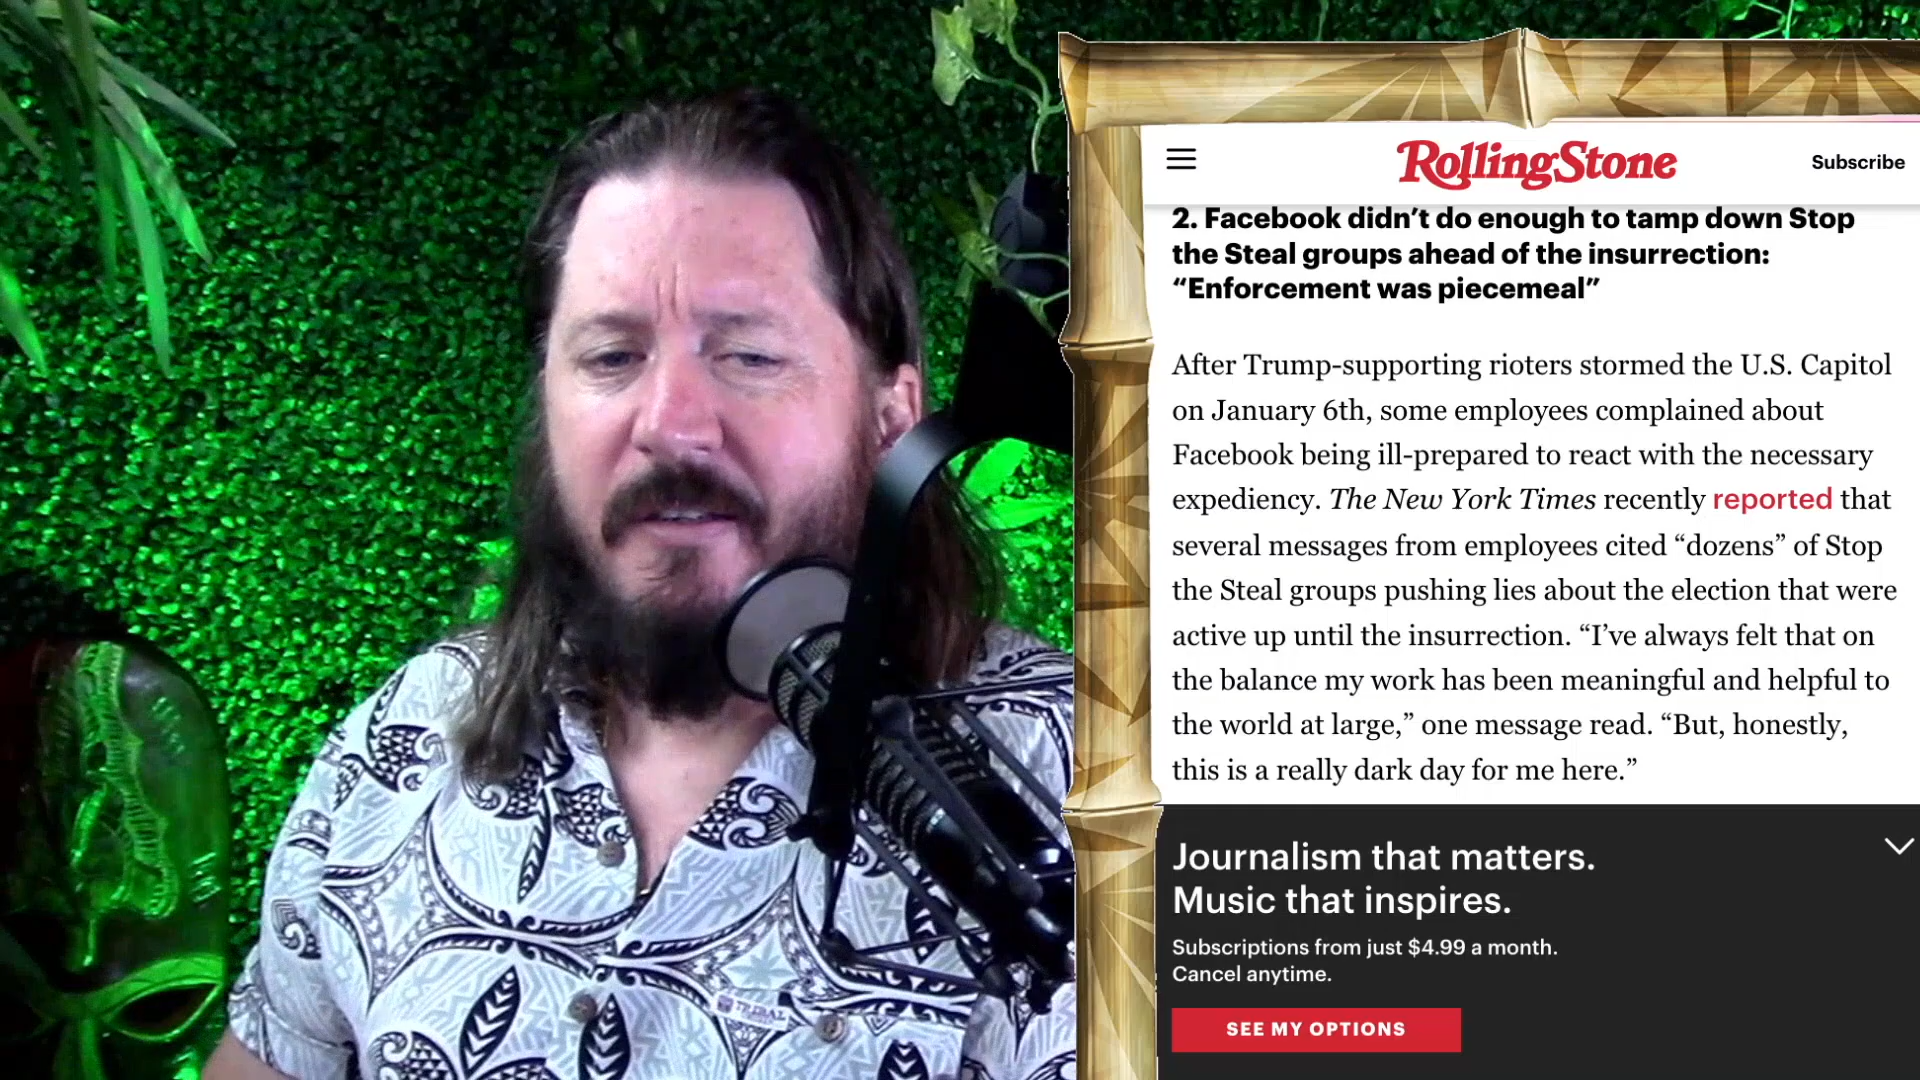 RollingStone
Subscribe
2. Facebook didn’t do enough to tamp down Stop
the Steal groups ahead of the insurrection:
“Enforcement was piecemeal”
After Trump-supporting rioters stormed the U.S. Capitol
on January 6th, some employees complained about
Facebook being ill-prepared to react with the necessary
expediency. The New York Times recently reported that
several messages from employees cited “dozens” of Stop
the Steal groups pushing lies about the election that were
active up until the insurrection. “I’ve always felt that on
the balance my work has been meaningful and helpful to
the world at large,” one message read. “But, honestly,
this is a really dark day for me here.”
Journalism that matters.
Music that inspires.
Subscriptions from just $4.99 a month.
Cancel anytime.
SEE MY OPTIONS
TRIBAL